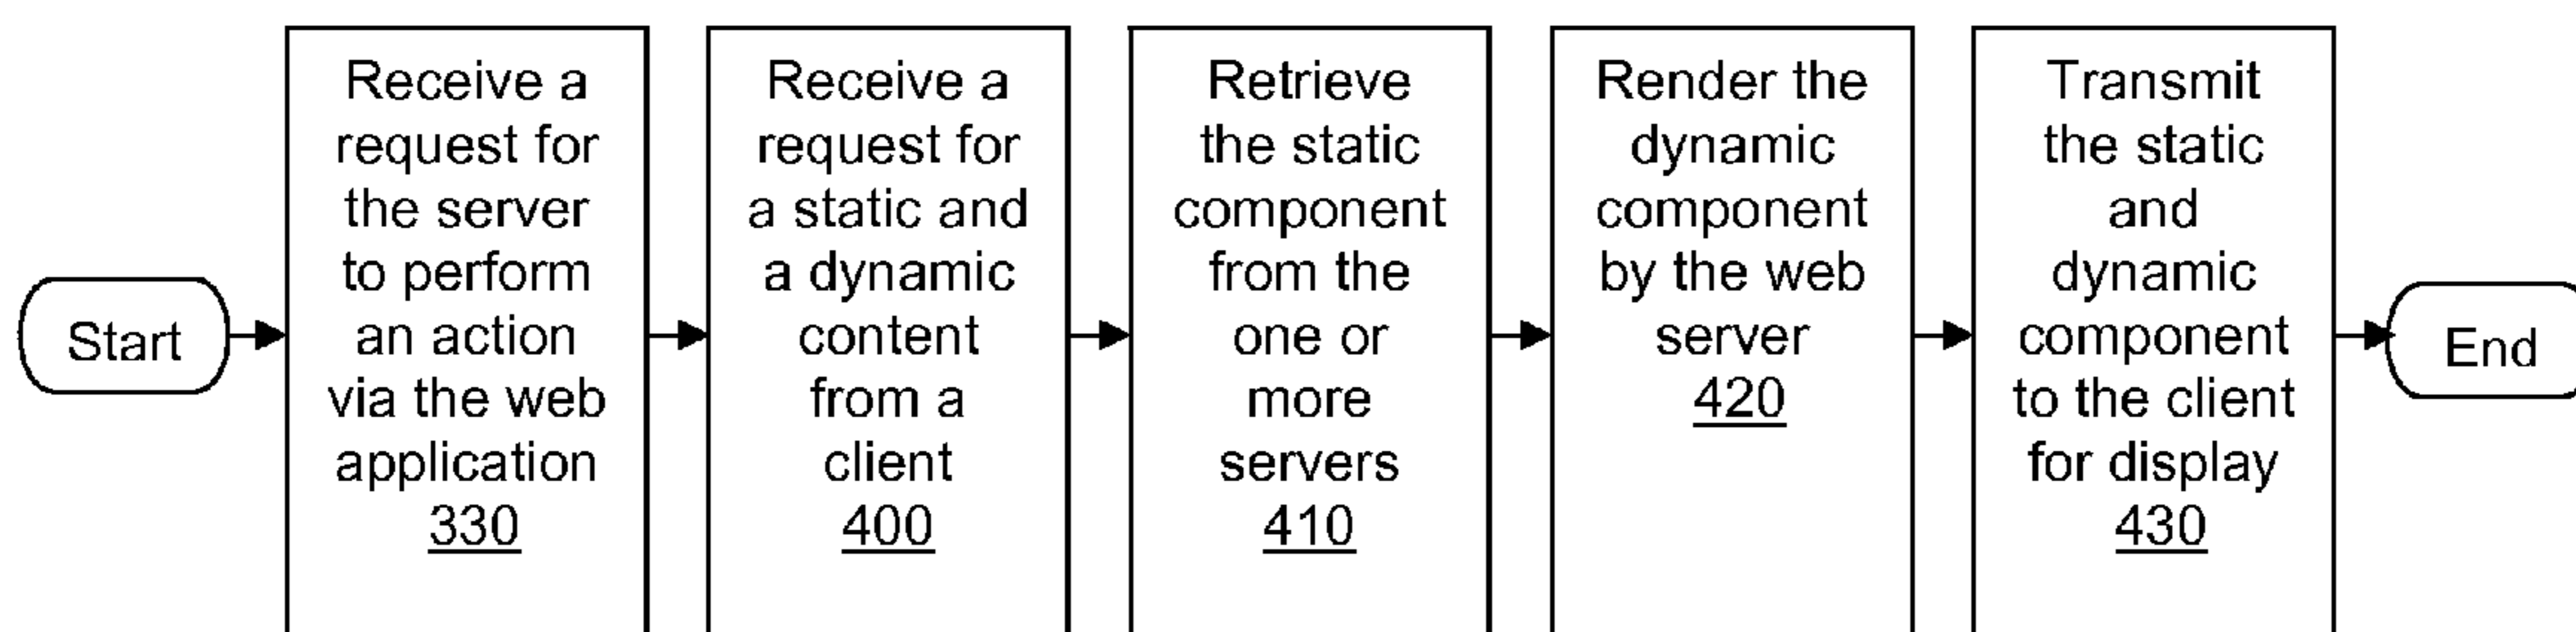 Start
Receive a
request for
the server
to perform
an action
via the web
application
330
Receive a
request for
a static and
a dynamic
content
from a
client
400
Retrieve
the static
component
from the
one or
more
servers
410
Render the
dynamic
component
by the web
server
420
Transmit
the static
and
dynamic
component
to the client
for display
430
End